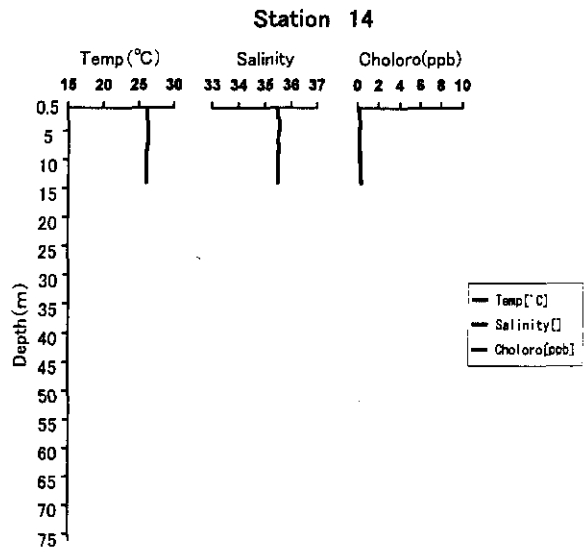 Station 14
Temp(°C) Salinity Choloro(ppb)
15 20 25 30 33 34 35 36 37 0 2 4 6 8 10
0.5
5
10
15
20
25
30
35
40
45
50
55
60
65
70
75
Depth(m)
Temp[°C]
Salinity[]
Choloro[ppb]